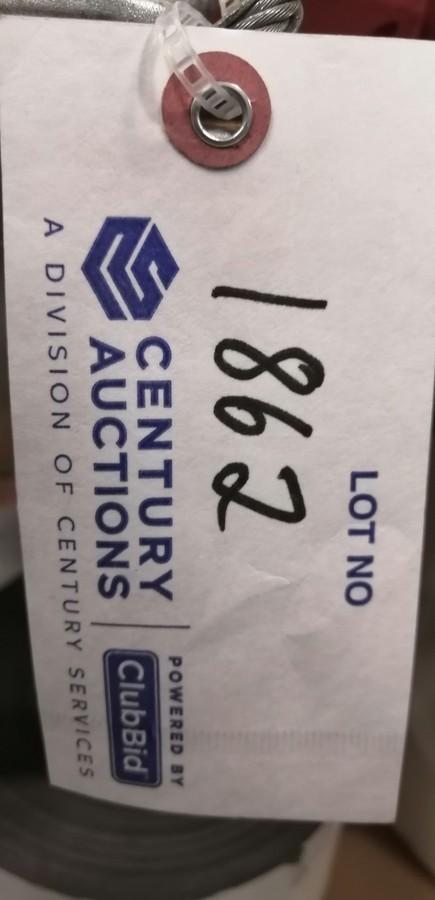 LOT NO
1862
CENTURY
AUCTIONS
POWERED BY
ClubBid
A DIVISION OF CENTURY SERVICES